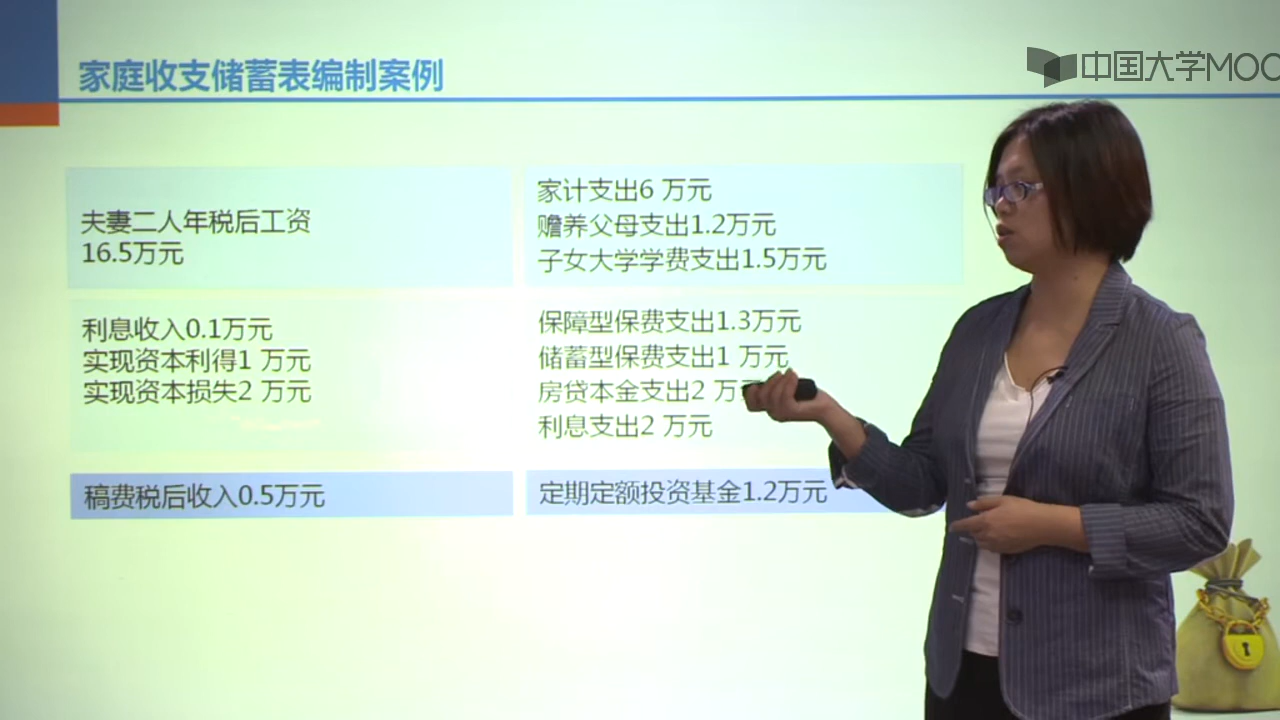 家庭收支储蓄表编制案例
中国大学MOO
夫妻二人年税后工资
16.5万元
家计支出6 万元
赡养父母支出1.2万元
子女大学学费支出1.5万元
利息收入0.1万元
实现资本利得1 万元
实现资本损失2 万元
保障型保费支出1.3万元
储蓄型保费支出1 万元
房贷本金支出2 万
利息支出2 万元
稿费税后收入0.5万元
定期定额投资基金1.2万元